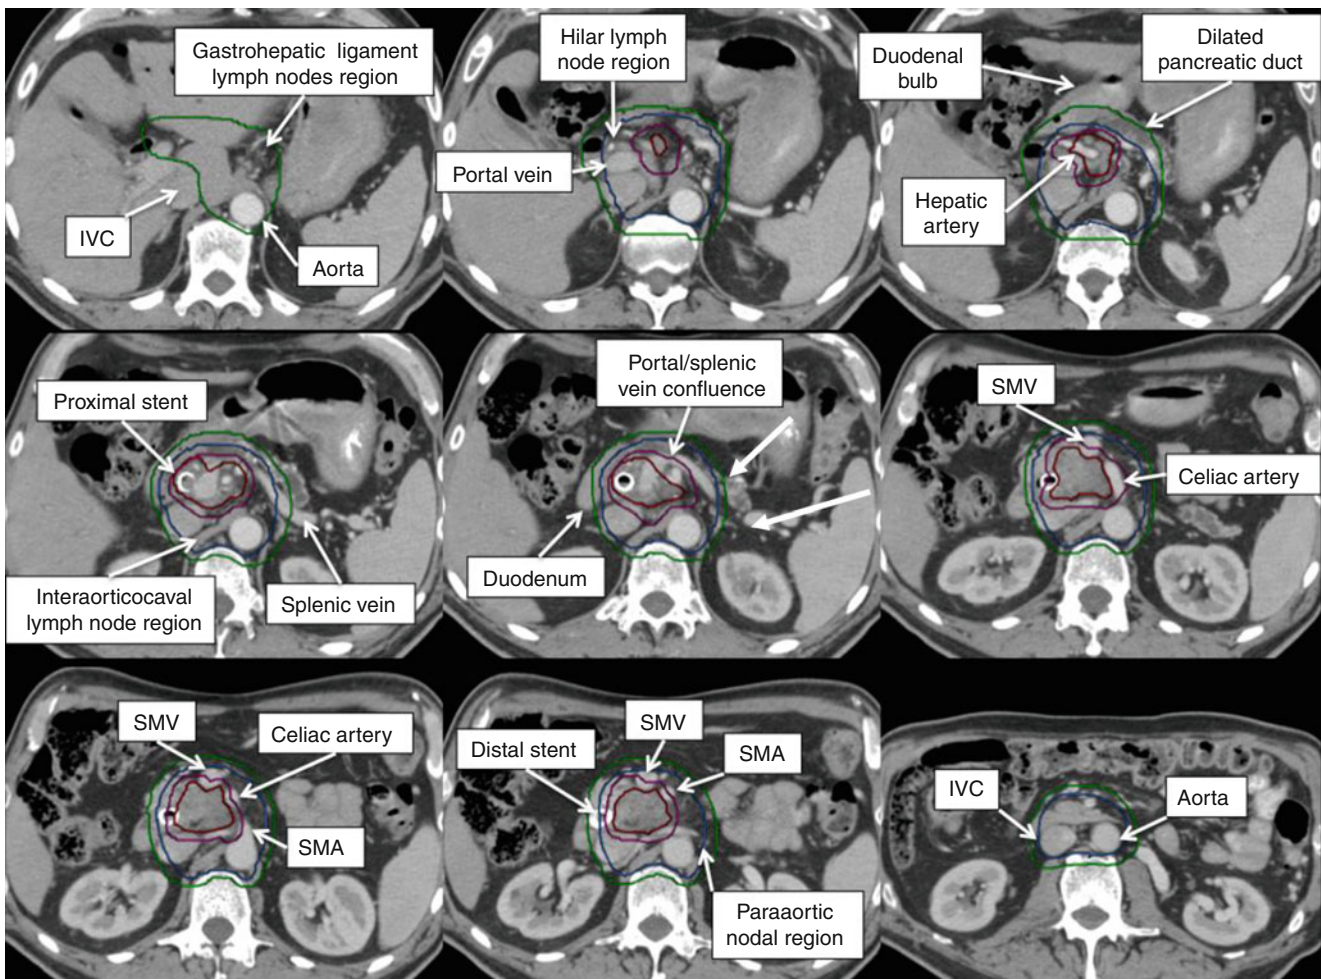 Gastrohepatic ligament
lymph nodes region
IVC
Aorta
Hilar lymph
node region
Portal vein
Duodenal
bulb
Dilated
pancreatic duct
Hepatic
artery
Proximal stent
Interaorticocaval
lymph node region
Splenic vein
Portal/splenic
vein confluence
Duodenum
SMV
Celiac artery
SMV
Celiac artery
SMA
Distal stent
SMV
SMA
Paraaortic
nodal region
IVC
Aorta